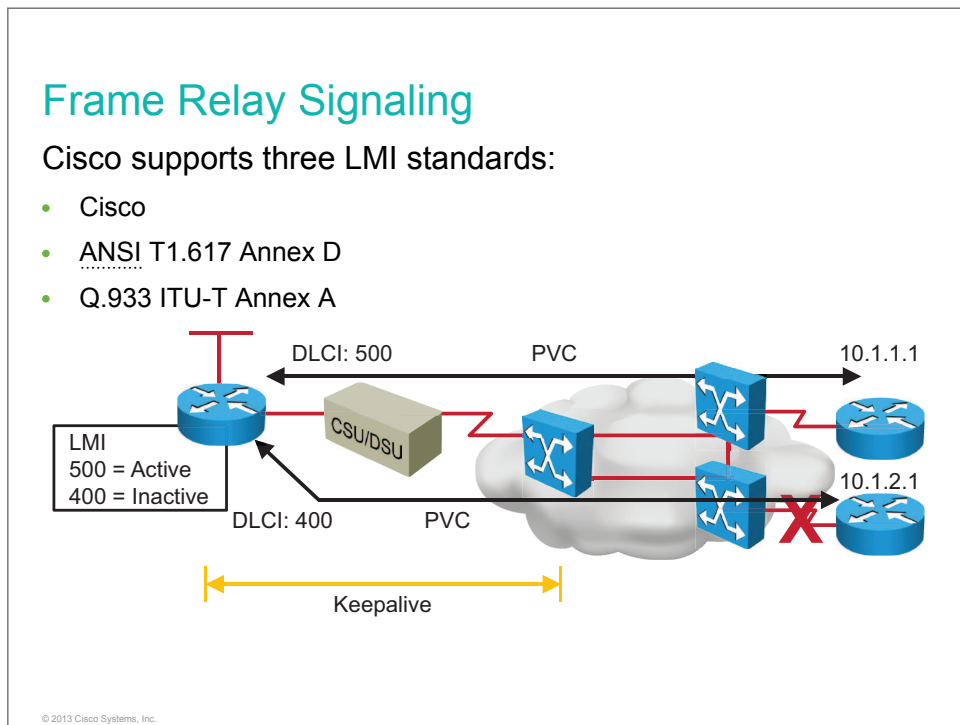 Frame Relay Signaling
Cisco supports three LMI standards:
• Cisco
• ANSI T1.617 Annex D
• Q.933 ITU-T Annex A
DLCI: 500
PVC
10.1.1.1
CSU/DSU
LMI
500 = Active
400 = Inactive
10.1.2.1
DLCI: 400
PVC
X
Keepalive
© 2013 Cisco Systems, Inc.